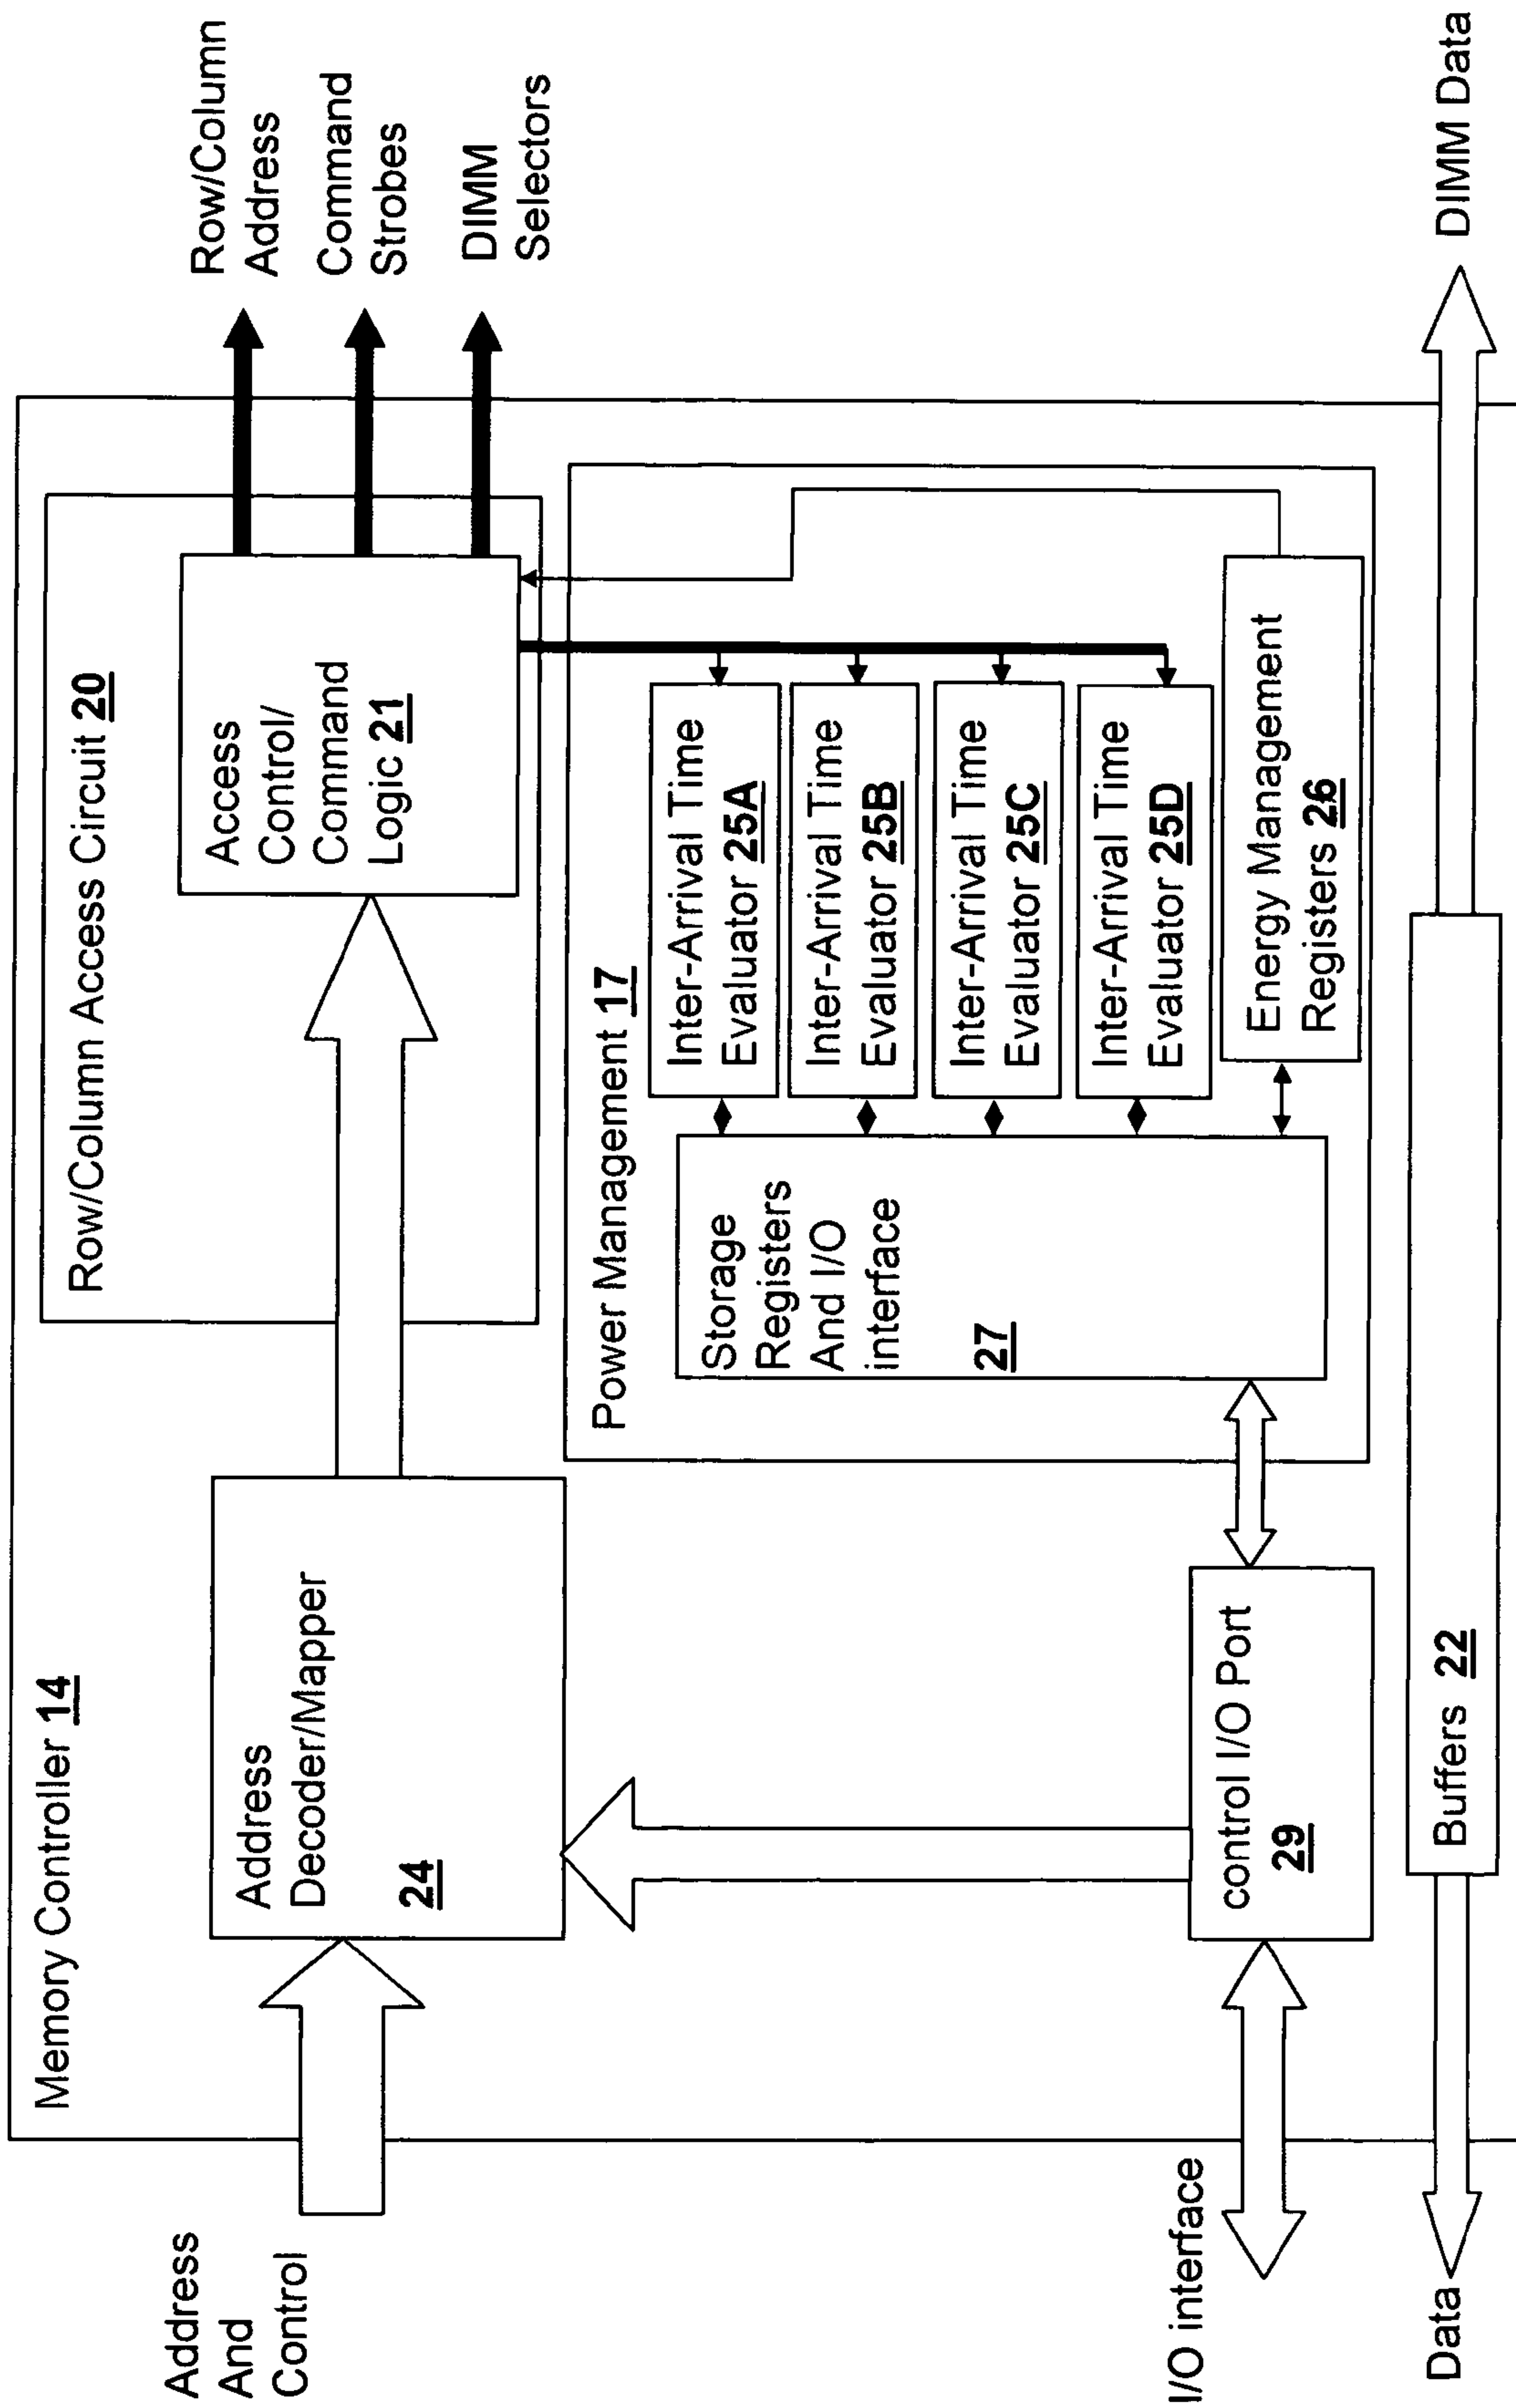 Address
And
Control
Memory Controller 14
Address
Decoder/Mapper
24
Row/Column Access Circuit 20
Access
Control/
Command
Logic 21
Row/Column
Address
Command
Strobes
DIMM
Selectors
Power Management 17
Storage
Registers
And I/O
interface
27
Inter-Arrival Time
Evaluator 25A
Inter-Arrival Time
Evaluator 25B
Inter-Arrival Time
Evaluator 25C
Inter-Arrival Time
Evaluator 25D
Energy Management
Registers 26
I/O interface
control I/O Port
29
Data
Buffers 22
DIMM Data